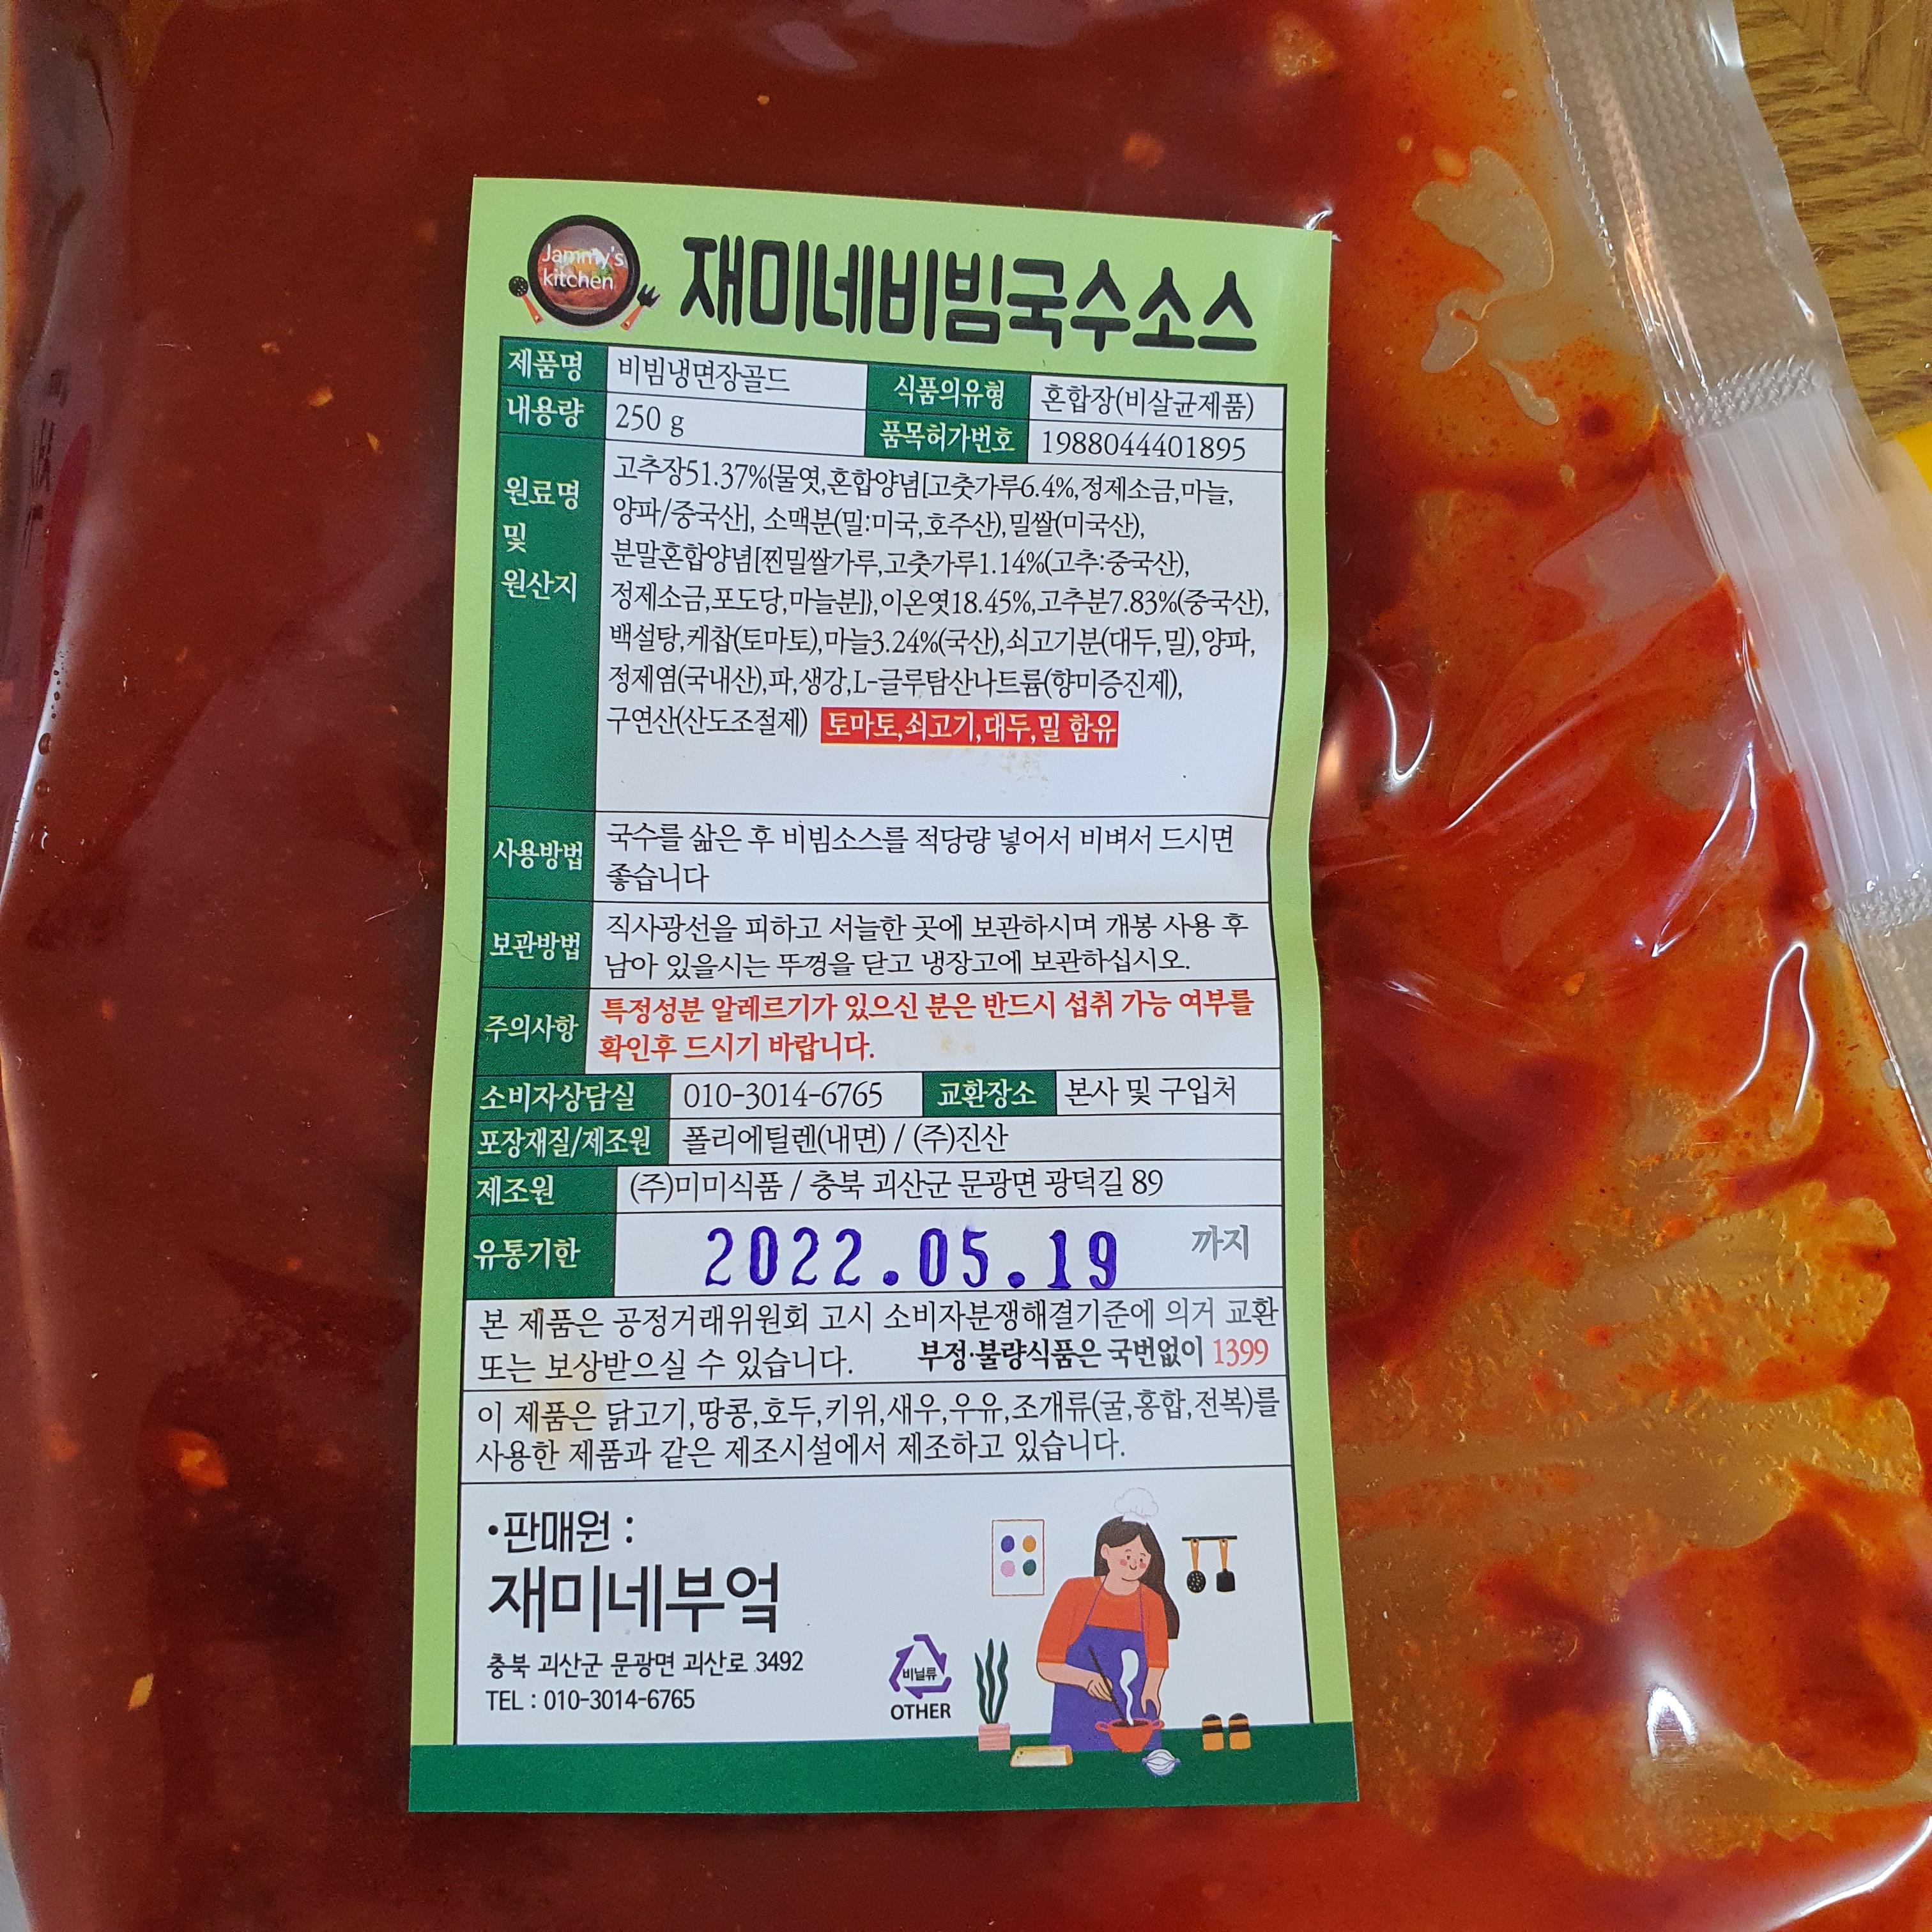 Jammy's
kitchen
재미네비빔국수소스
제품명 비빔냉면장골드 식품의유형 혼합장(비살균제품)
내용량 250 g 품목허가번호 1988044401895
원료명
및
원산지
고추장51.37%{물엿,혼합양념[고춧가루6.4%,정제소금,마늘,
양파/중국산], 소맥분(밀:미국,호주산),밀쌀(미국산),
분말혼합양념[찐밀쌀가루,고춧가루1.14%(고추:중국산),
정제소금,포도당,마늘분]},이온엿18.45%,고추분7.83%(중국산),
백설탕,케찹(토마토),마늘3.24%(국산),쇠고기분(대두,밀),양파,
정제염(국내산),파,생강,L-글루탐산나트륨(향미증진제),
구연산(산도조절제) 토마토,쇠고기,대두,밀 함유
사용방법 국수를 삶은 후 비빔소스를 적당량 넣어서 비벼서 드시면
좋습니다
보관방법 직사광선을 피하고 서늘한 곳에 보관하시며 개봉 사용 후
남아 있을시는 뚜껑을 닫고 냉장고에 보관하십시오.
주의사항 특정성분 알레르기가 있으신 분은 반드시 섭취 가능 여부를
확인후 드시기 바랍니다.
소비자상담실 010-3014-6765 교환장소 본사 및 구입처
포장재질/제조원 폴리에틸렌(내면) / (주)진산
제조원 (주)미미식품 / 충북 괴산군 문광면 광덕길 89
유통기한 2022.05.19 까지
본 제품은 공정거래위원회 고시 소비자분쟁해결기준에 의거 교환
또는 보상받으실 수 있습니다. 부정·불량식품은 국번없이 1399
이 제품은 닭고기,땅콩,호두,키위,새우,우유,조개류(굴,홍합,전복)를
사용한 제품과 같은 제조시설에서 제조하고 있습니다.
•판매원 :
재미네부엌
충북 괴산군 문광면 괴산로 3492
TEL : 010-3014-6765
비닐류
OTHER